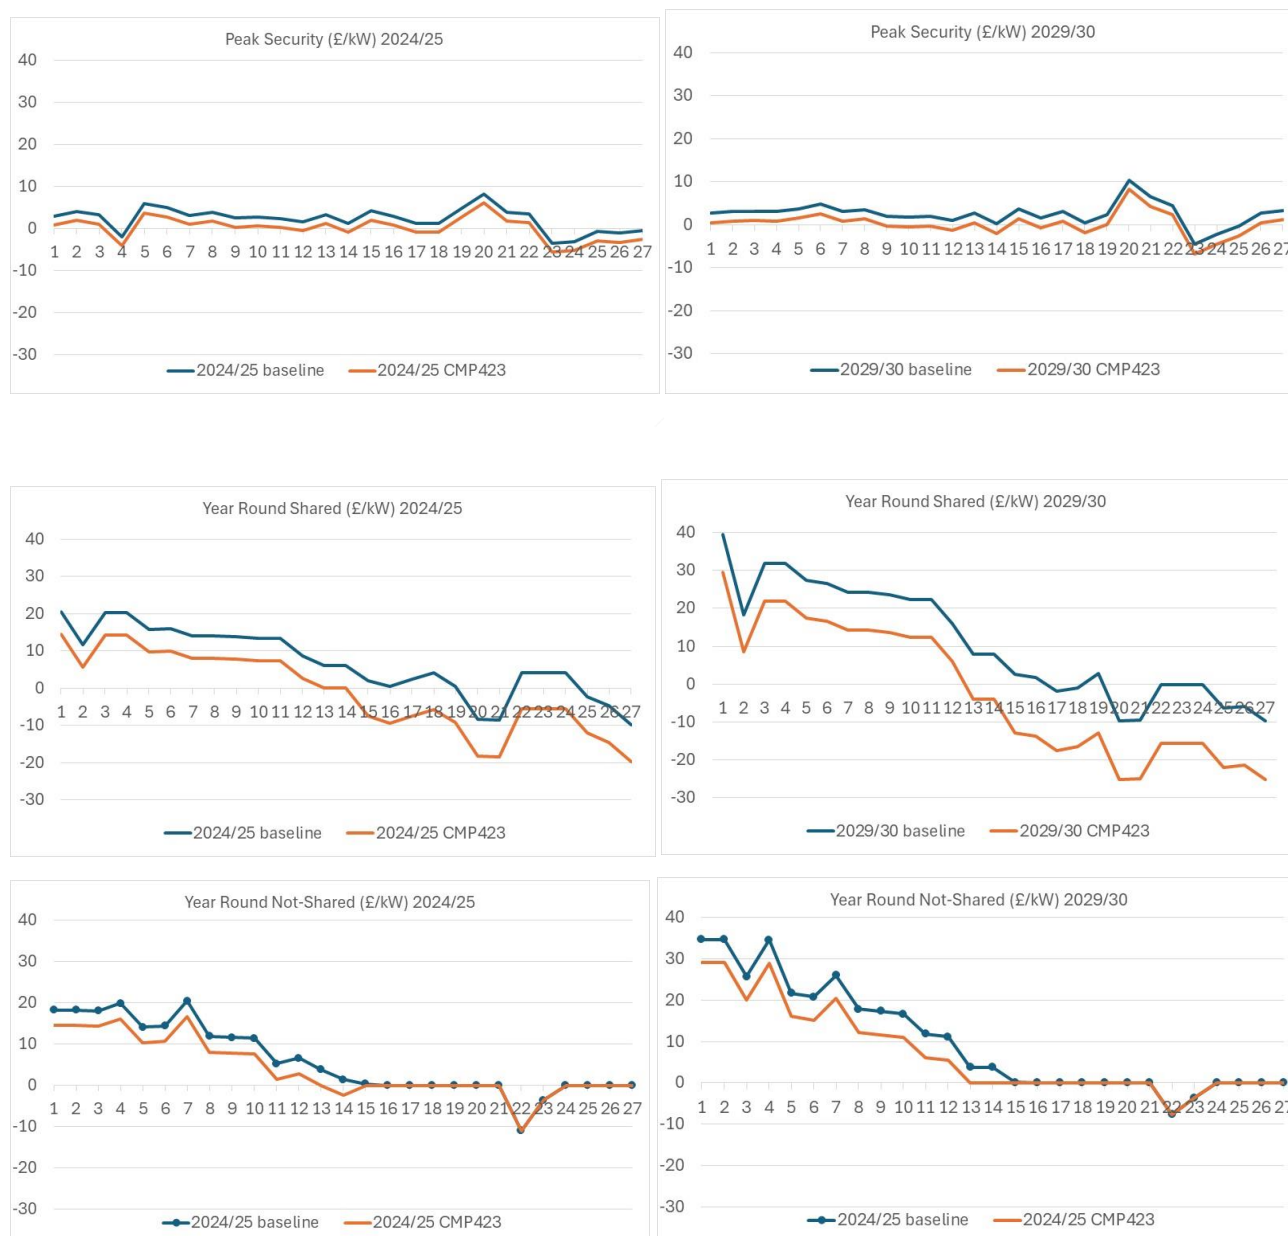 Peak Security (£/kW) 2024/25
40
30
20
10
0
1 2 3 4 5 6 7 8 9 10 11 12 13 14 15 16 17 18 19 20 21 22 23 24 25 26 27
-10
-20
-30
2024/25 baseline 2024/25 CMP423
Peak Security (£/kW) 2029/30
40
30
20
10
0
1 2 3 4 5 6 7 8 9 10 11 12 13 14 15 16 17 18 19 20 21 22 23 24 25 26 27
-10
-20
-30
2029/30 baseline 2029/30 CMP423
Year Round Shared (£/kW) 2024/25
40
30
20
10
0
1 2 3 4 5 6 7 8 9 10 11 12 13 14 15 16 17 18 19 20 21 22 23 24 25 26 27
-10
-20
-30
2024/25 baseline 2024/25 CMP423
Year Round Shared (£/kW) 2029/30
40
30
20
10
0
1 2 3 4 5 6 7 8 9 10 11 12 13 14 15 16 17 18 19 20 21 22 23 24 25 26 27
-10
-20
-30
2029/30 baseline 2029/30 CMP423
Year Round Not-Shared (£/kW) 2024/25
40
30
20
10
0
1 2 3 4 5 6 7 8 9 10 11 12 13 14 15 16 17 18 19 20 21 22 23 24 25 26 27
-10
-20
-30
2024/25 baseline 2024/25 CMP423
Year Round Not-Shared (£/kW) 2029/30
40
30
20
10
0
1 2 3 4 5 6 7 8 9 10 11 12 13 14 15 16 17 18 19 20 21 22 23 24 25 26 27
-10
-20
-30
2024/25 baseline 2024/25 CMP423